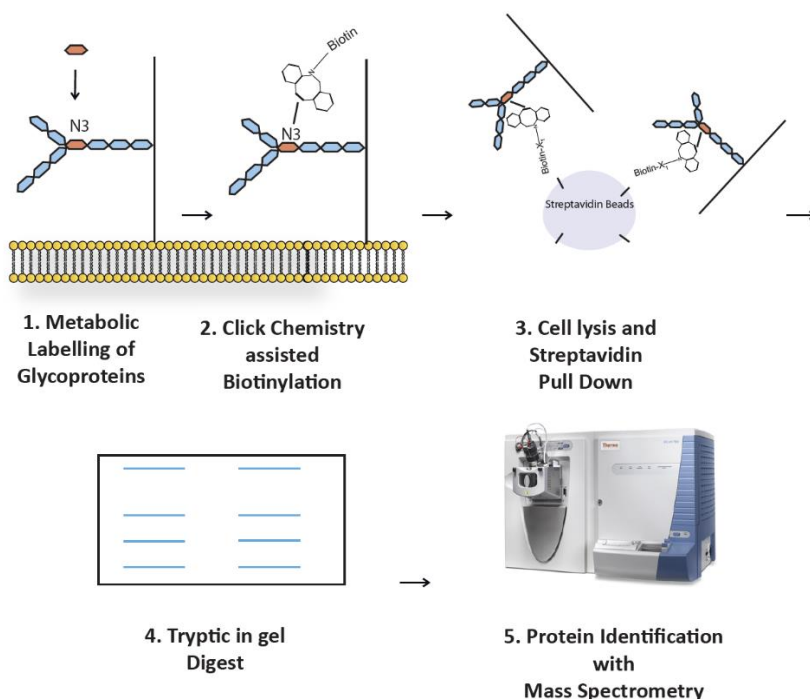 N3
1. Metabolic
Labelling of
Glycoproteins
Biotin
N
N3
2. Click Chemistry
assisted
Biotinylation
Biotin-X
Biotin-X
Streptavidin Beads
3. Cell lysis and
Streptavidin
Pull Down
4. Tryptic in gel
Digest
Thermo
5. Protein Identification
with
Mass Spectrometry